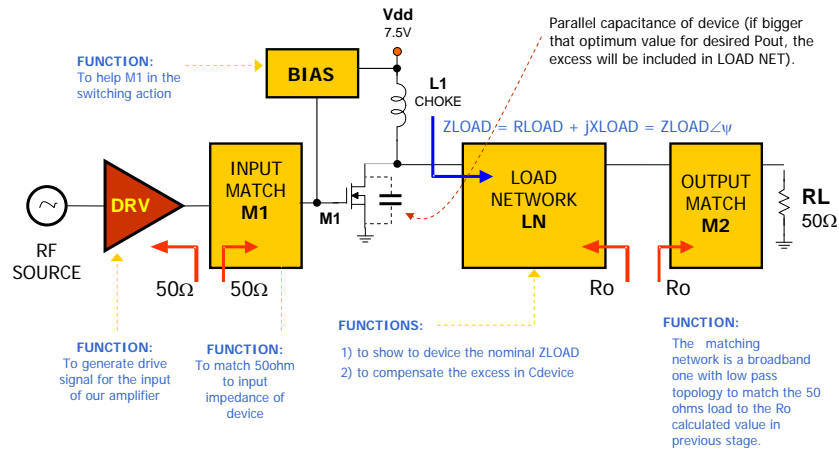 Vdd
7.5V
Parallel capacitance of device (if bigger
that optimum value for desired Pout, the
excess will be included in LOAD NET).
FUNCTION:
To help M1 in the
switching action
BIAS
L1
CHOKE
ZLOAD = RLOAD + jXLOAD = ZLOAD∠ψ
INPUT
MATCH
M1
DRV
M1
LOAD
NETWORK
LN
OUTPUT
MATCH
M2
RL
50Ω
RF
SOURCE
50Ω
50Ω
Ro
Ro
FUNCTION:
To generate drive
signal for the input
of our amplifier
FUNCTION:
To match 50ohm
to input
impedance of
device
FUNCTIONS:
1) to show to device the nominal ZLOAD
2) to compensate the excess in Cdevice
FUNCTION:
The matching
network is a broadband
one with low pass
topology to match the 50
ohms load to the Ro
calculated value in
previous stage.